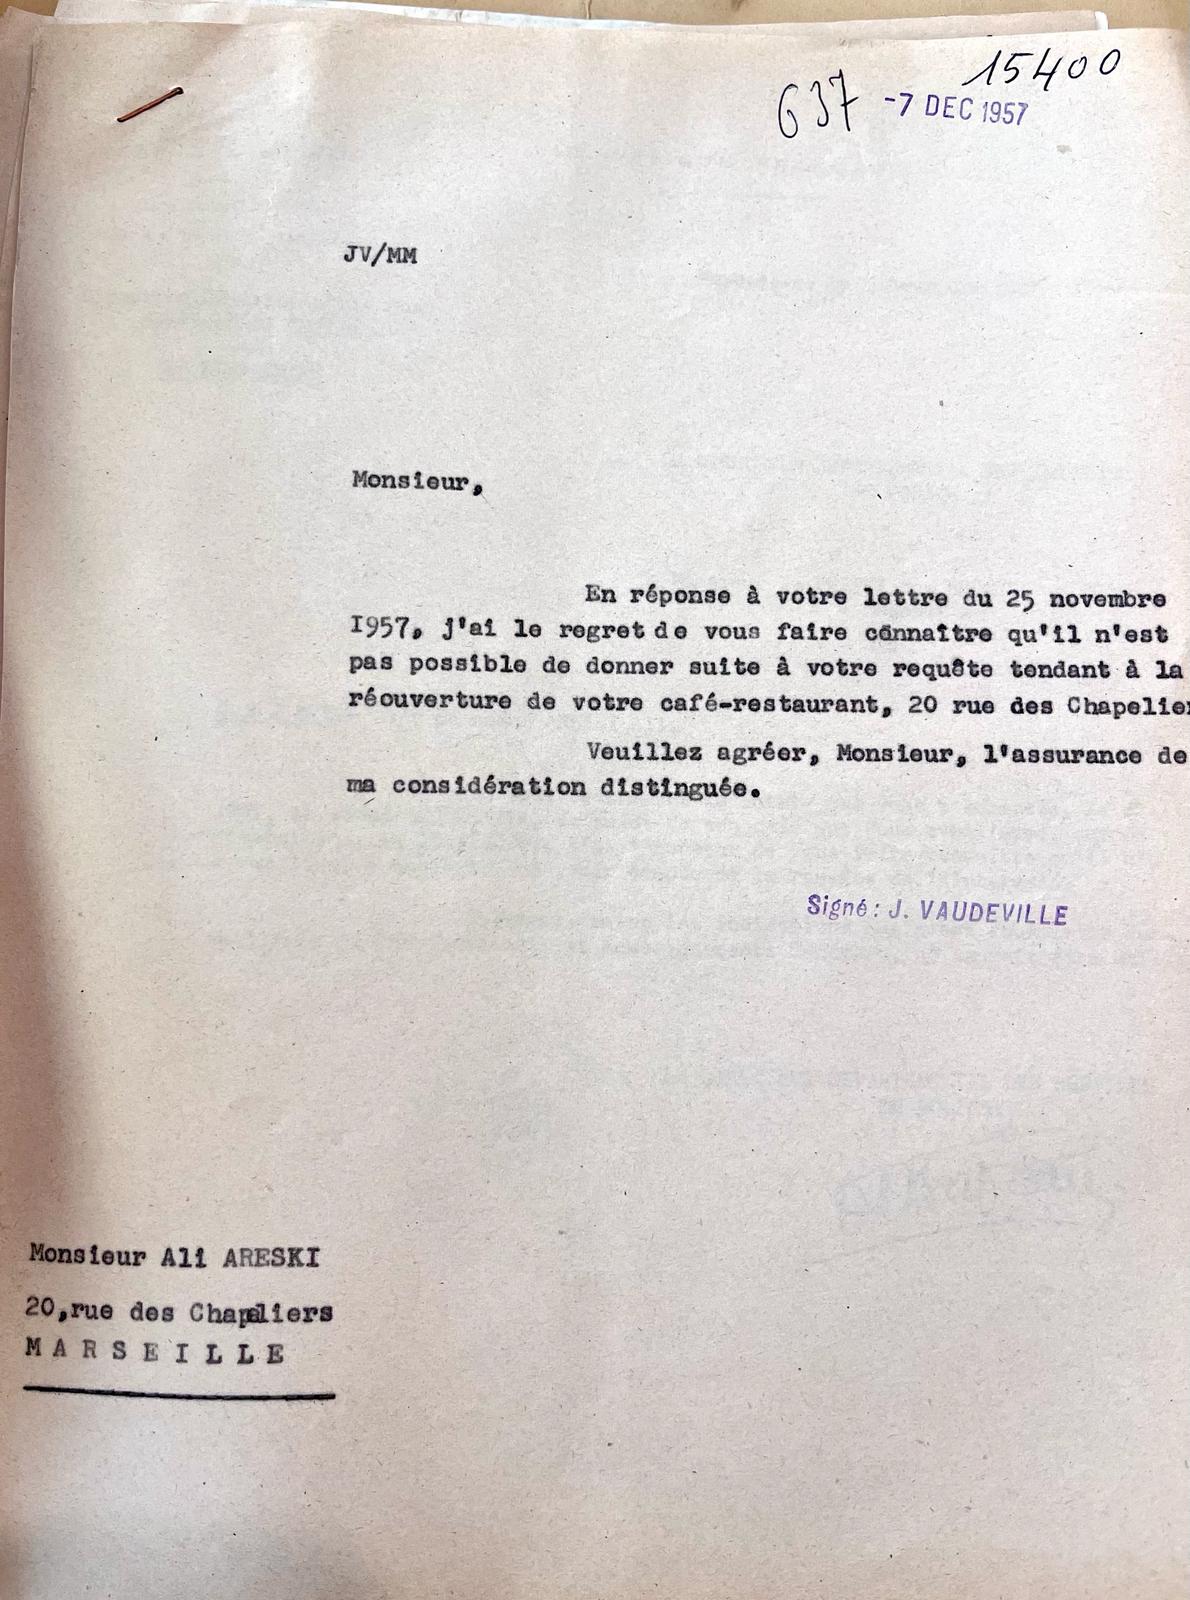 15400
637 -7 DEC 1957
JV/MM
Monsieur,
En réponse à votre lettre du 25 novembre
1957, j'ai le regret de vous faire connaître qu'il n'est
pas possible de donner suite à votre requête tendant à la
réouverture de votre café-restaurant, 20 rue des Chapelier
Veuillez agréer, Monsieur, l'assurance de
ma considération distinguée.
Signé: J. VAUDEVILLE
Monsieur Ali ARESKI
20,rue des Chapeliers
MARSEILLE